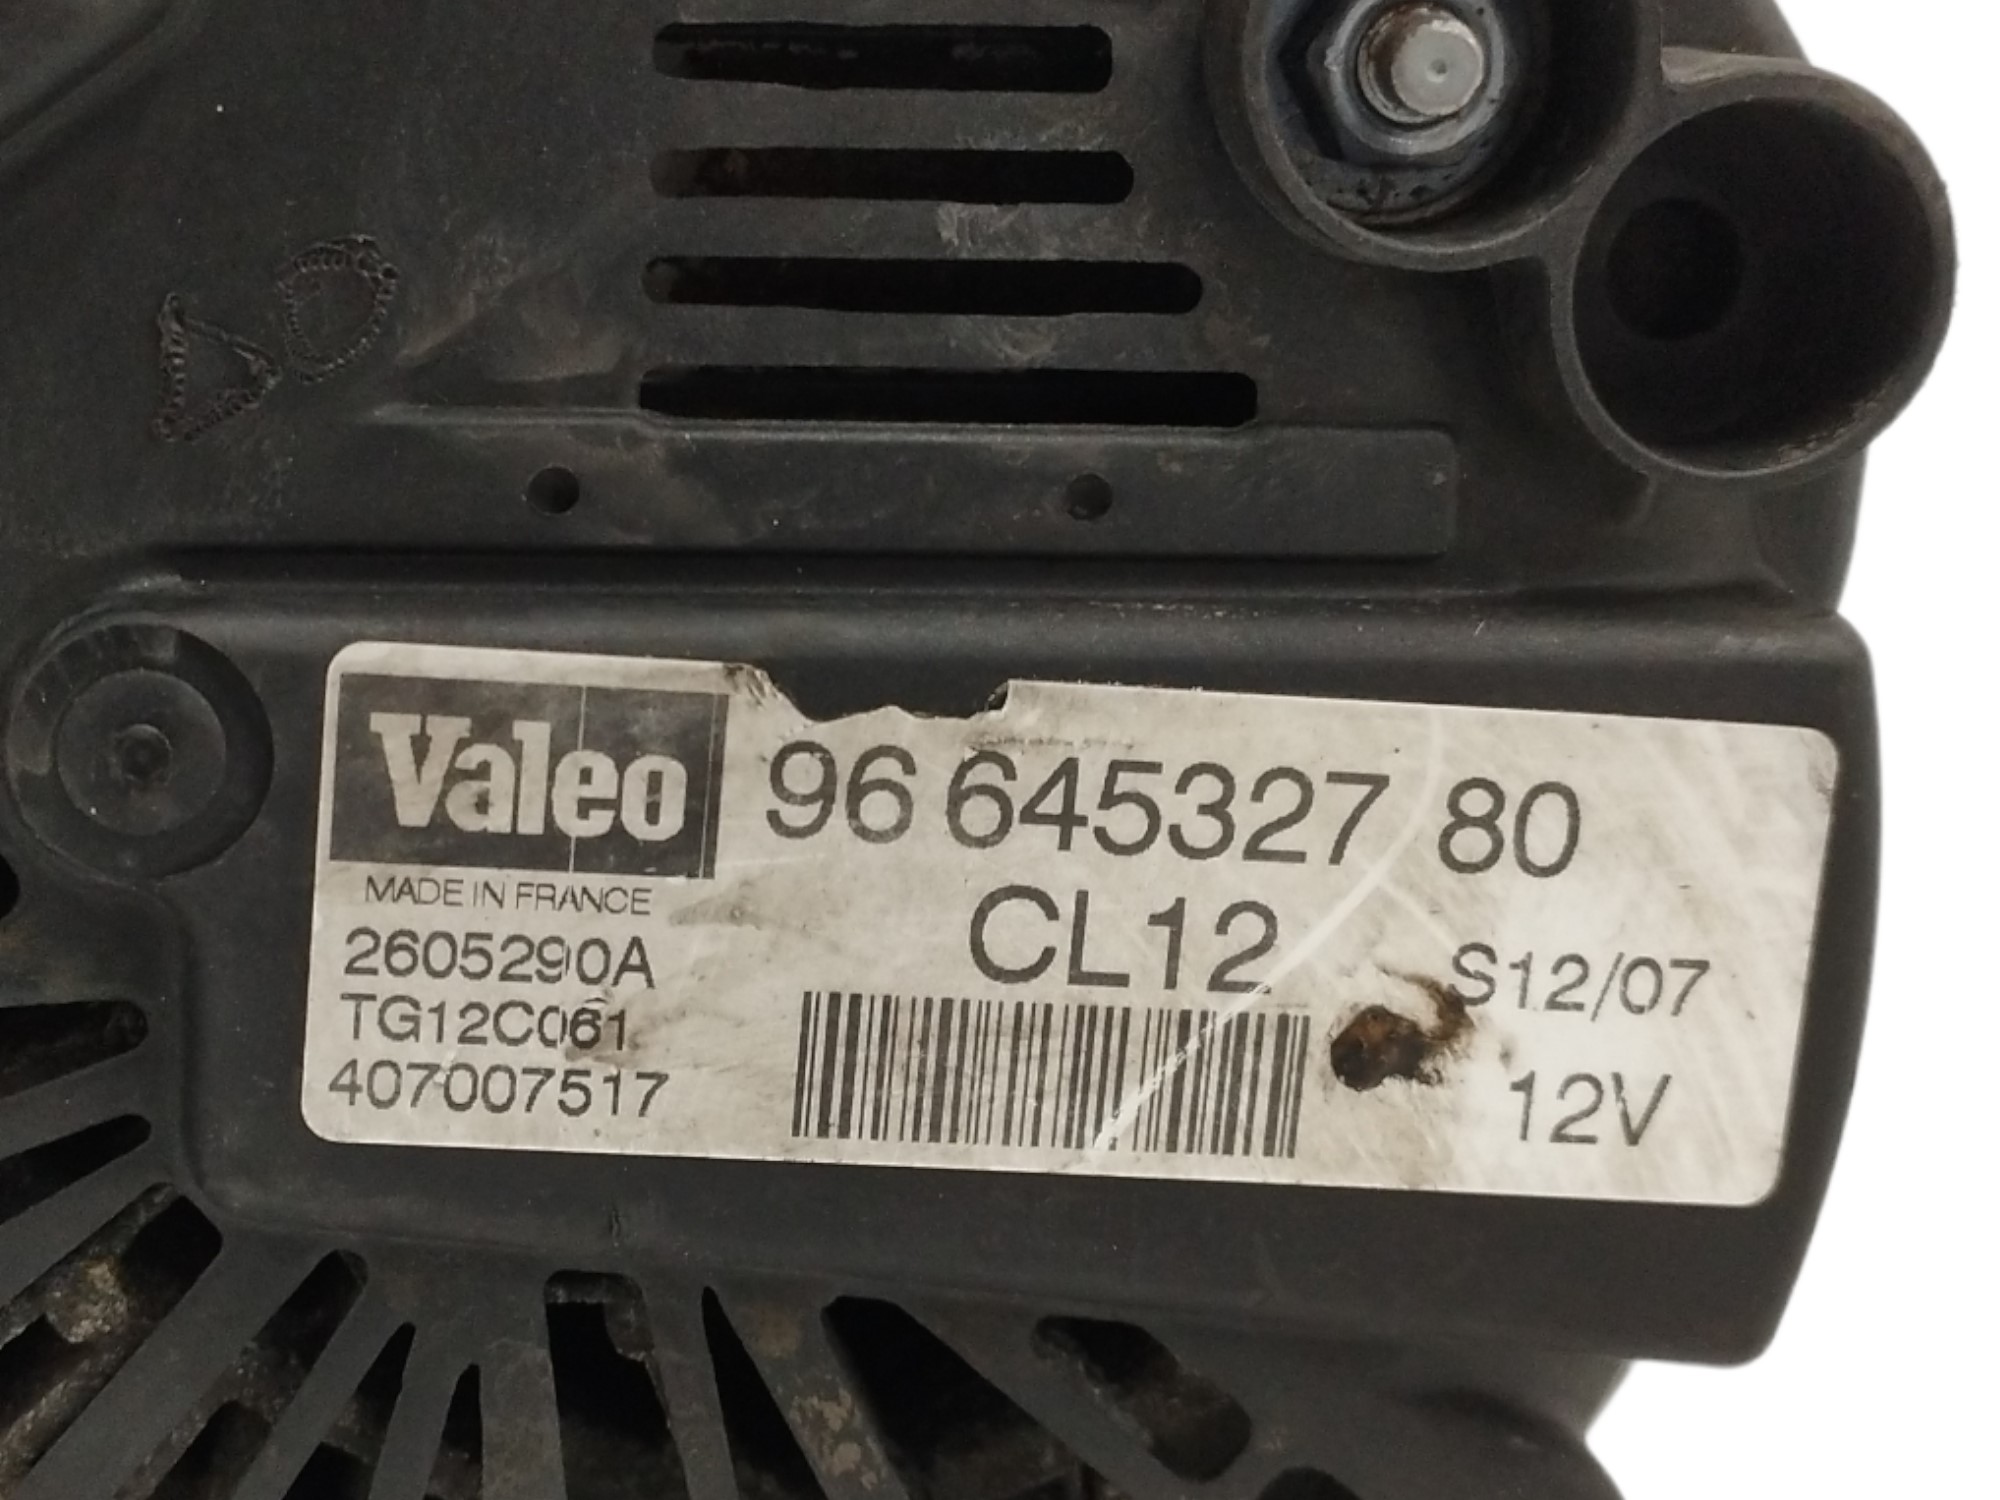 Valeo
96 645327 80
MADE IN FRANCE
CL12
2605290A
S12/07
TG12C061
407007517
12V